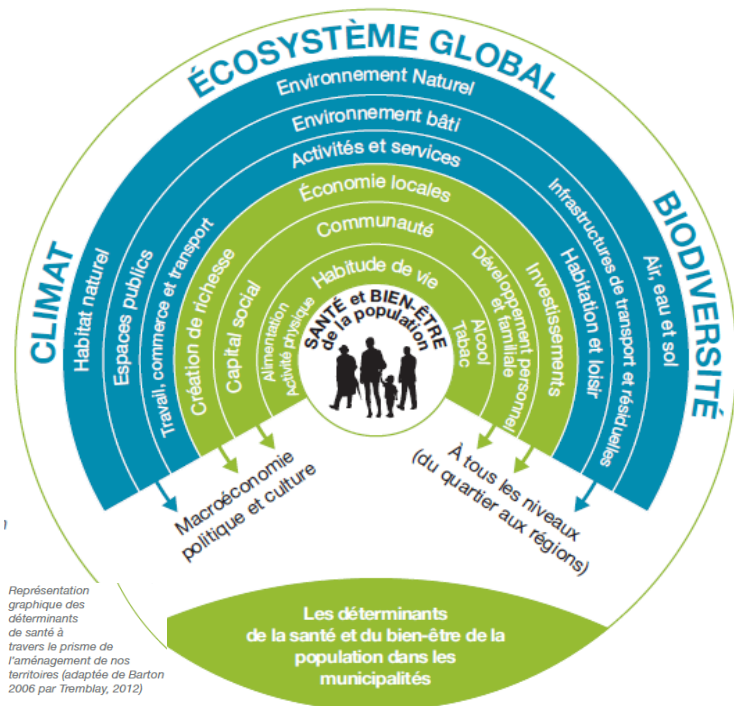 ÉCOSYSTÈME GLOBAL
CLIMAT
BIODIVERSITÉ
Environnement Naturel
Habitat naturel
Air, eau et sol
Environnement bâti
Espaces publics
Infrastructures de transport et résiduelles
Activités et services
Travail, commerce et transport
Habitation et loisir
Économie locales
Création de richesse
Investissements
Communauté
Capital social
Développement personnel
et familiale
Habitude de vie
Alimentation
Activité physique
Alcool
Tabac
SANTÉ et BIEN-ÊTRE
de la population
Macroéconomie
politique et culture
À tous les niveaux
(du quartier aux régions)
Représentation
graphique des
déterminants
de santé à
travers le prisme de
l'aménagement de nos
territoires (adaptée de Barton
2006 par Tremblay, 2012)
Les déterminants
de la santé et du bien-être de la
population dans les
municipalités